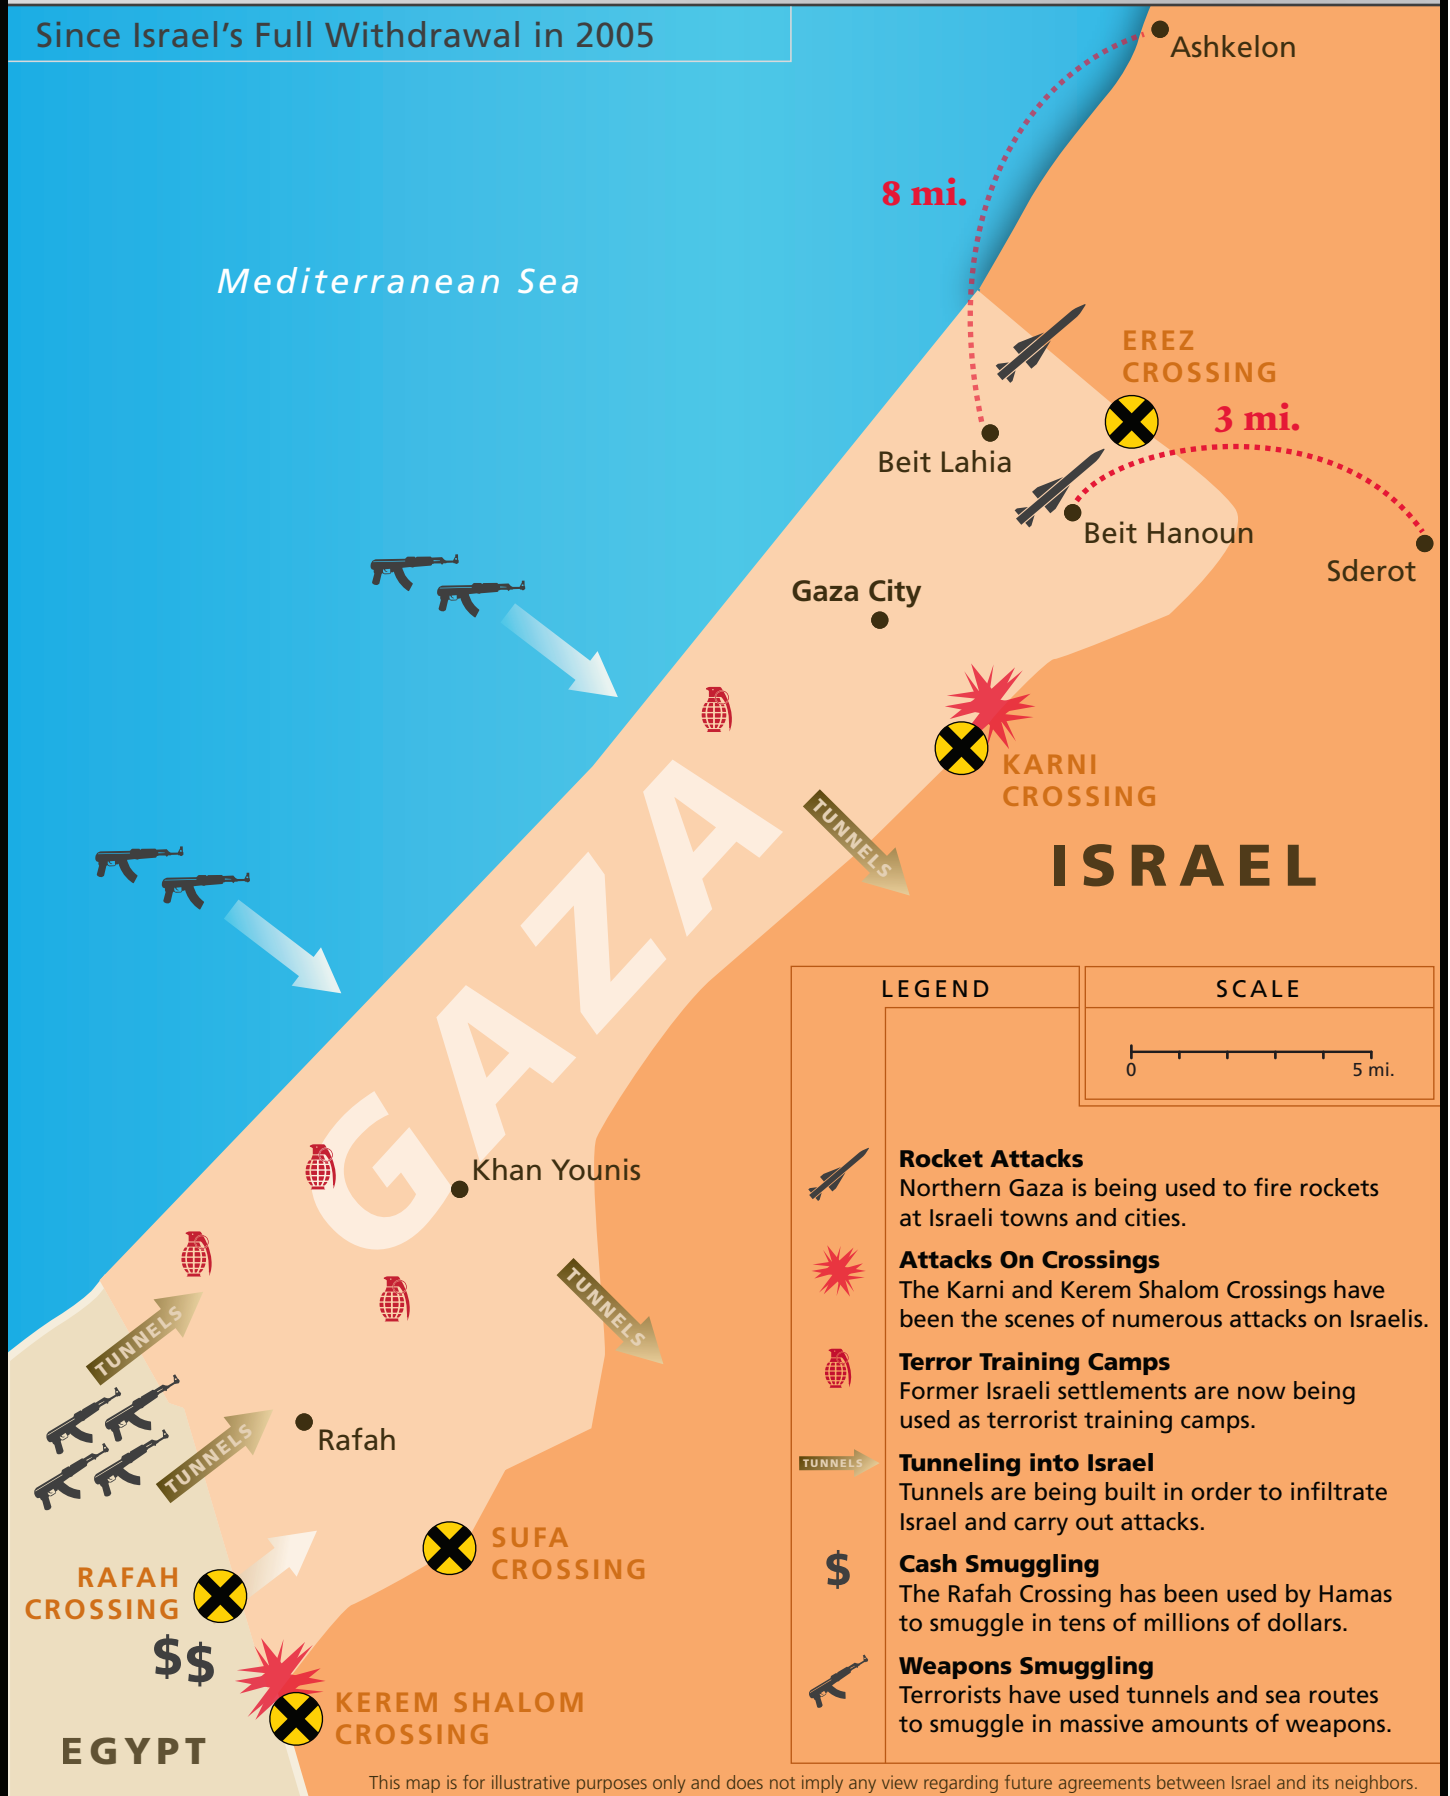 Since Israel's Full Withdrawal in 2005
Ashkelon
8 mi.
Mediterranean Sea
EREZ
CROSSING
3 mi.
Beit Lahia
Beit Hanoun
Sderot
Gaza City
KARNI
CROSSING
TUNNELS
ISRAEL
GAZA
Khan Younis
TUNNELS
TUNNELS
TUNNELS
Rafah
SUFA
CROSSING
RAFAH
CROSSING
$$
KEREM SHALOM
CROSSING
EGYPT
LEGEND
SCALE
0 5 mi.
Rocket Attacks
Northern Gaza is being used to fire rockets
at Israeli towns and cities.
Attacks On Crossings
The Karni and Kerem Shalom Crossings have
been the scenes of numerous attacks on Israelis.
Terror Training Camps
Former Israeli settlements are now being
used as terrorist training camps.
TUNNELS Tunneling into Israel
Tunnels are being built in order to infiltrate
Israel and carry out attacks.
$ Cash Smuggling
The Rafah Crossing has been used by Hamas
to smuggle in tens of millions of dollars.
Weapons Smuggling
Terrorists have used tunnels and sea routes
to smuggle in massive amounts of weapons.
This map is for illustrative purposes only and does not imply any view regarding future agreements between Israel and its neighbors.